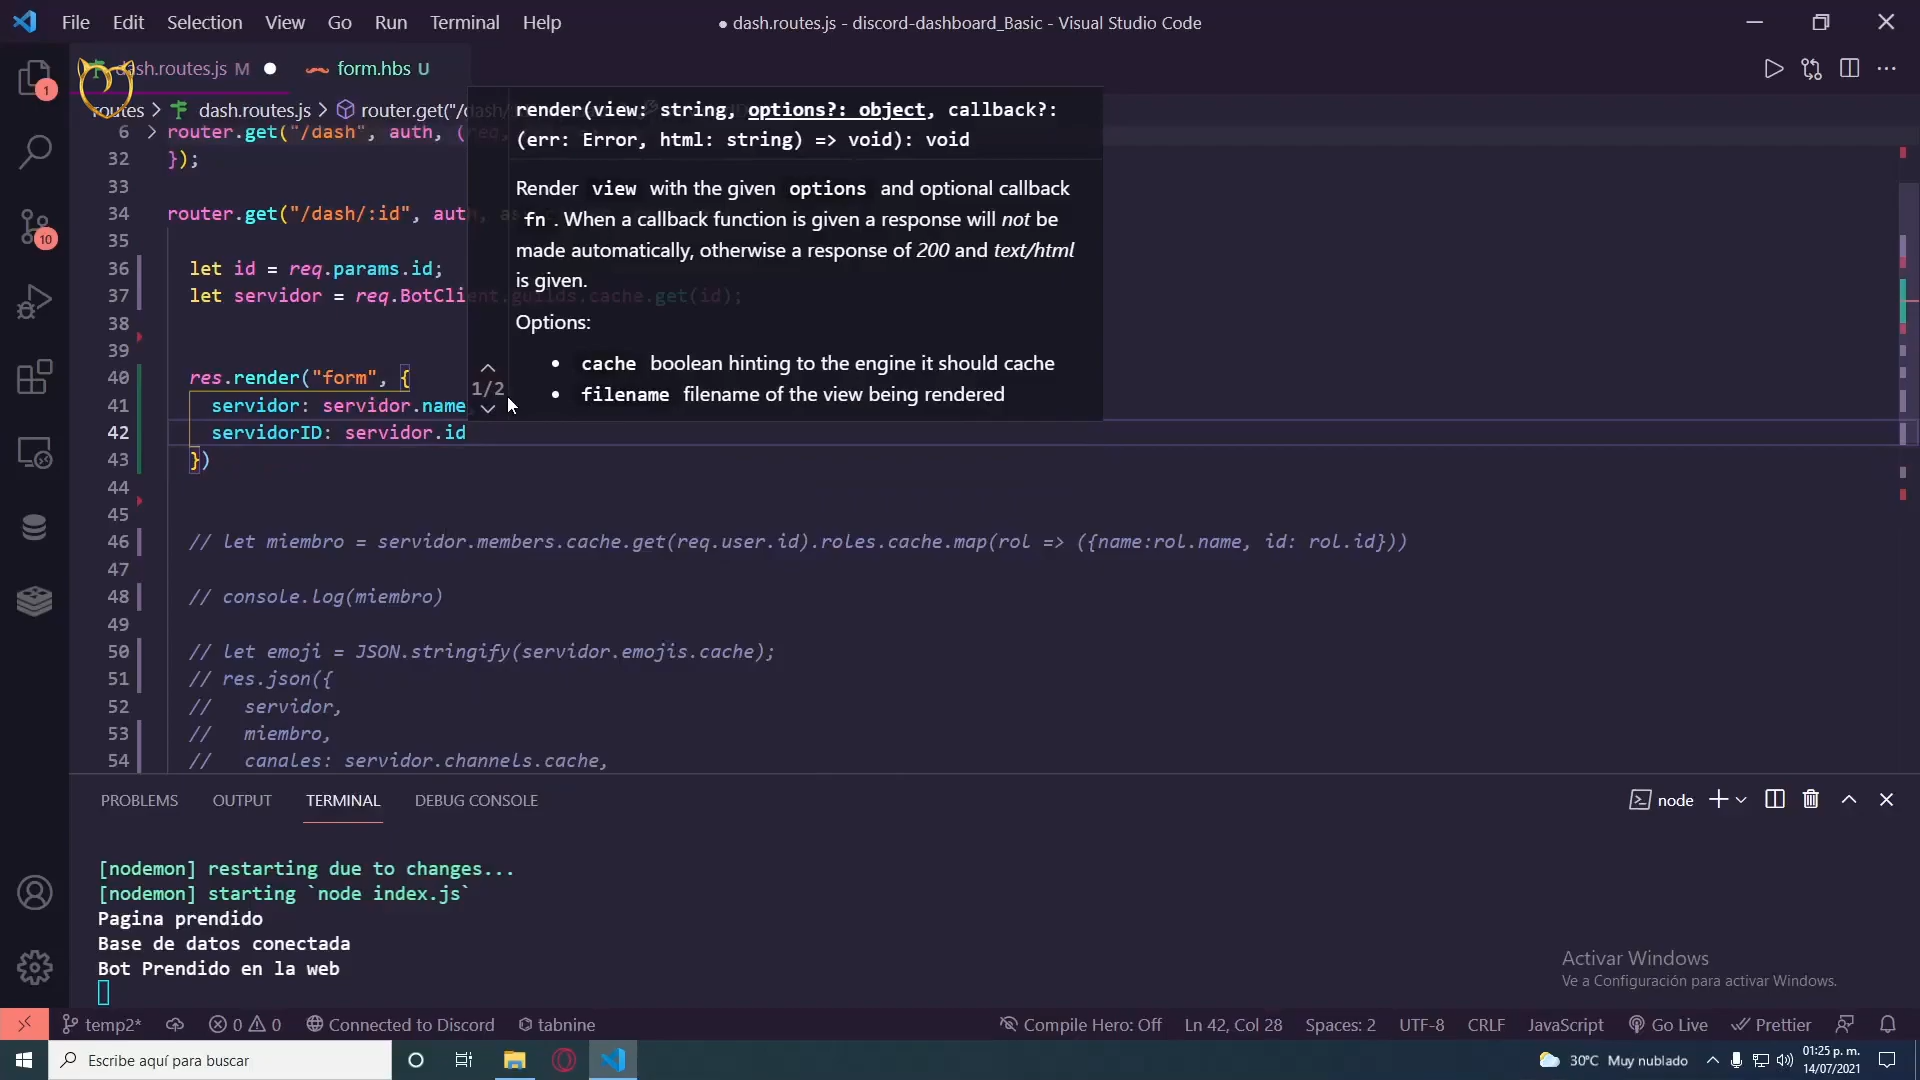 File Edit Selection View Go Run Terminal Help
● dash.routes.js - discord-dashboard_Basic - Visual Studio Code
dash.routes.js M
form.hbs U
routes > dash.routes.js > router.get("/dash/
render(view: string, options?: object, callback?:
(err: Error, html: string) => void): void
Render view with the given options and optional callback
fn . When a callback function is given a response will not be
made automatically, otherwise a response of 200 and text/html
is given.
Options:
• cache boolean hinting to the engine it should cache
• filename filename of the view being rendered
1/2
6 > router.get("/dash", auth, (req,
32 });
33
34 router.get("/dash/:id", auth, as
35
36 let id = req.params.id;
37 let servidor = req.BotClient.guilds.cache.get(id);
38
39
40 res.render("form", {
41 servidor: servidor.name,
42 servidorID: servidor.id
43 })
44
45
46 // let miembro = servidor.members.cache.get(req.user.id).roles.cache.map(rol => ({name:rol.name, id: rol.id}))
47
48 // console.log(miembro)
49
50 // let emoji = JSON.stringify(servidor.emojis.cache);
51 // res.json({
52 // servidor,
53 // miembro,
54 // canales: servidor.channels.cache,
1
10
PROBLEMS OUTPUT TERMINAL DEBUG CONSOLE
node
[nodemon] restarting due to changes...
[nodemon] starting `node index.js`
Pagina prendido
Base de datos conectada
Bot Prendido en la web
Activar Windows
Ve a Configuración para activar Windows.
temp2* 0 0 Connected to Discord tabnine
Compile Hero: Off Ln 42, Col 28 Spaces: 2 UTF-8 CRLF JavaScript Go Live Prettier
Escribe aquí para buscar
30°C Muy nublado
01:25 p. m.
14/07/2021